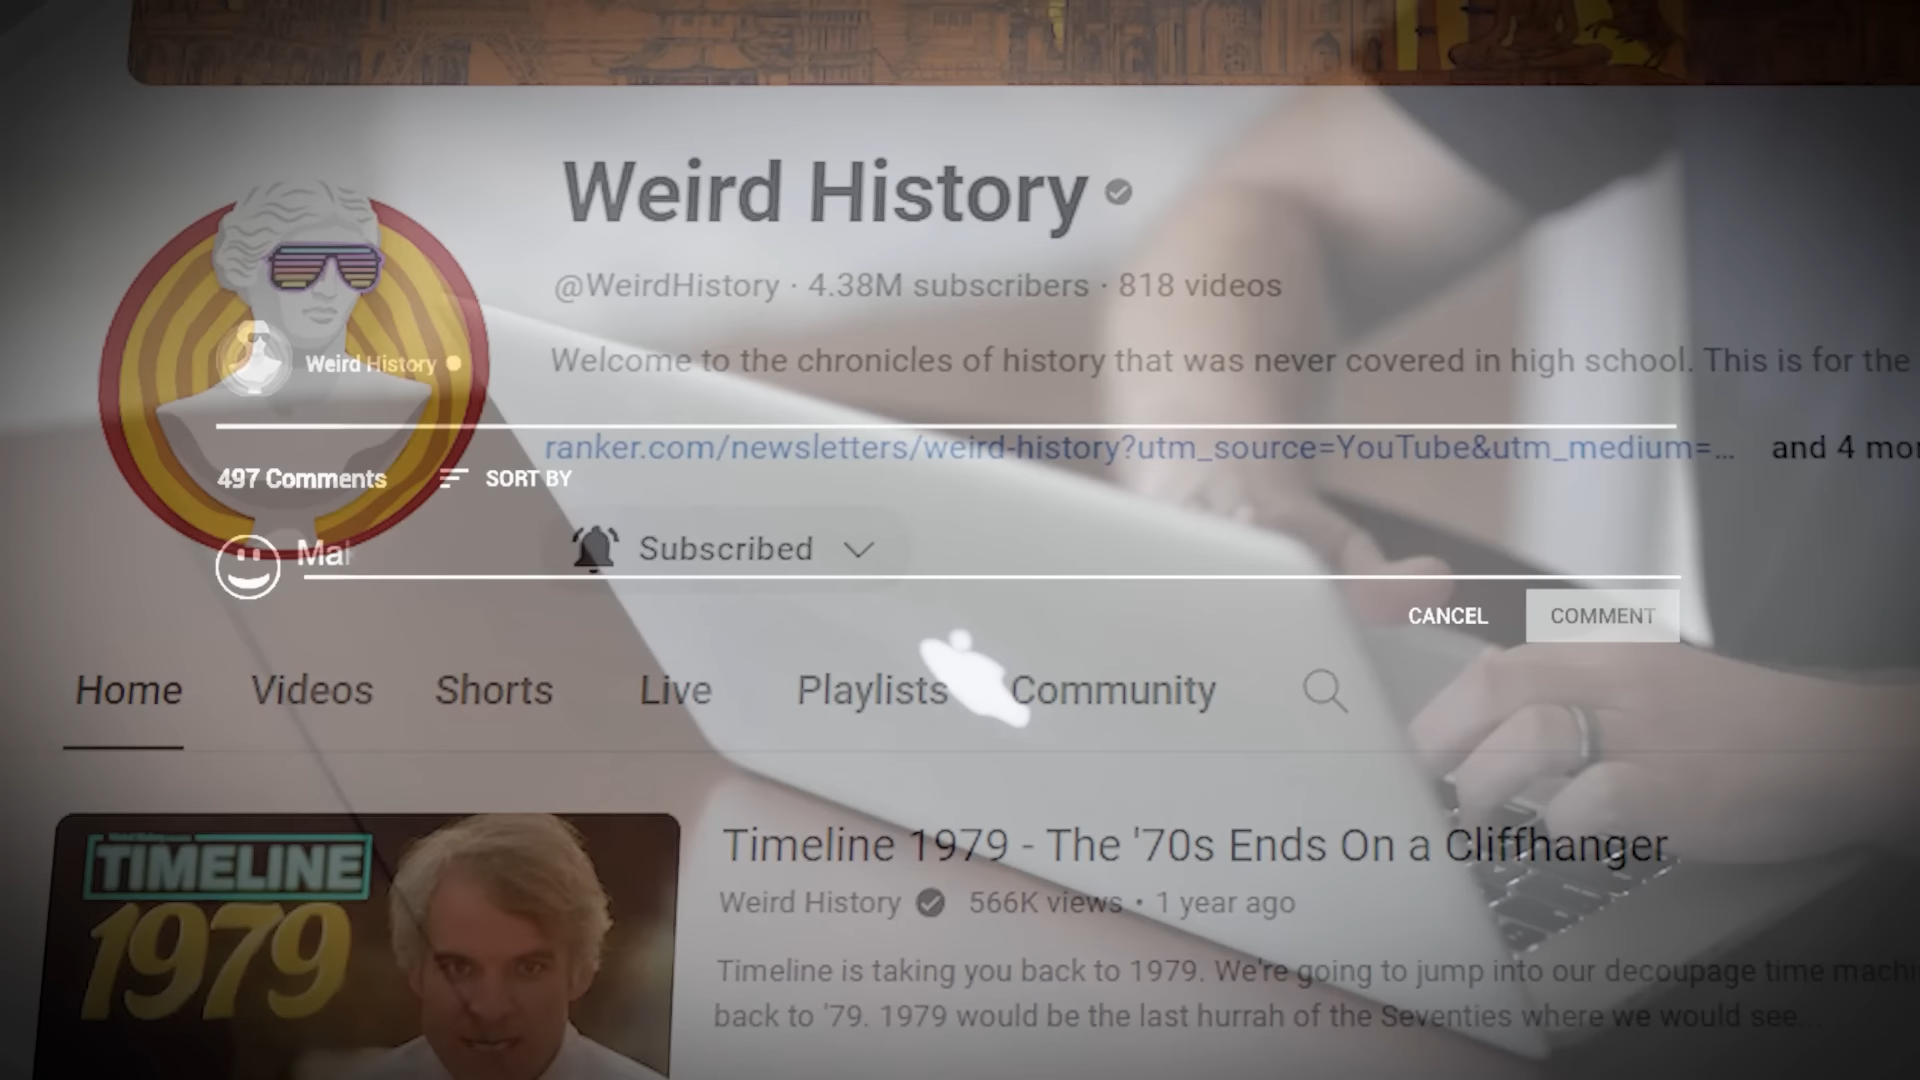 Weird History
@WeirdHistory · 4.38M subscribers · 818 videos
Welcome to the chronicles of history that was never covered in high school. This is for the
Weird History
ranker.com/newsletters/weird-history?utm_source=YouTube&utm_medium=... and 4 mor
497 Comments SORT BY
Subscribed
Mai
CANCEL COMMENT
Home Videos Shorts Live Playlists Community
TIMELINE
1979
Timeline 1979 - The '70s Ends On a Cliffhanger
Weird History 566K views • 1 year ago
Timeline is taking you back to 1979. We're going to jump into our decoupage time machi
back to '79. 1979 would be the last hurrah of the Seventies where we would see...